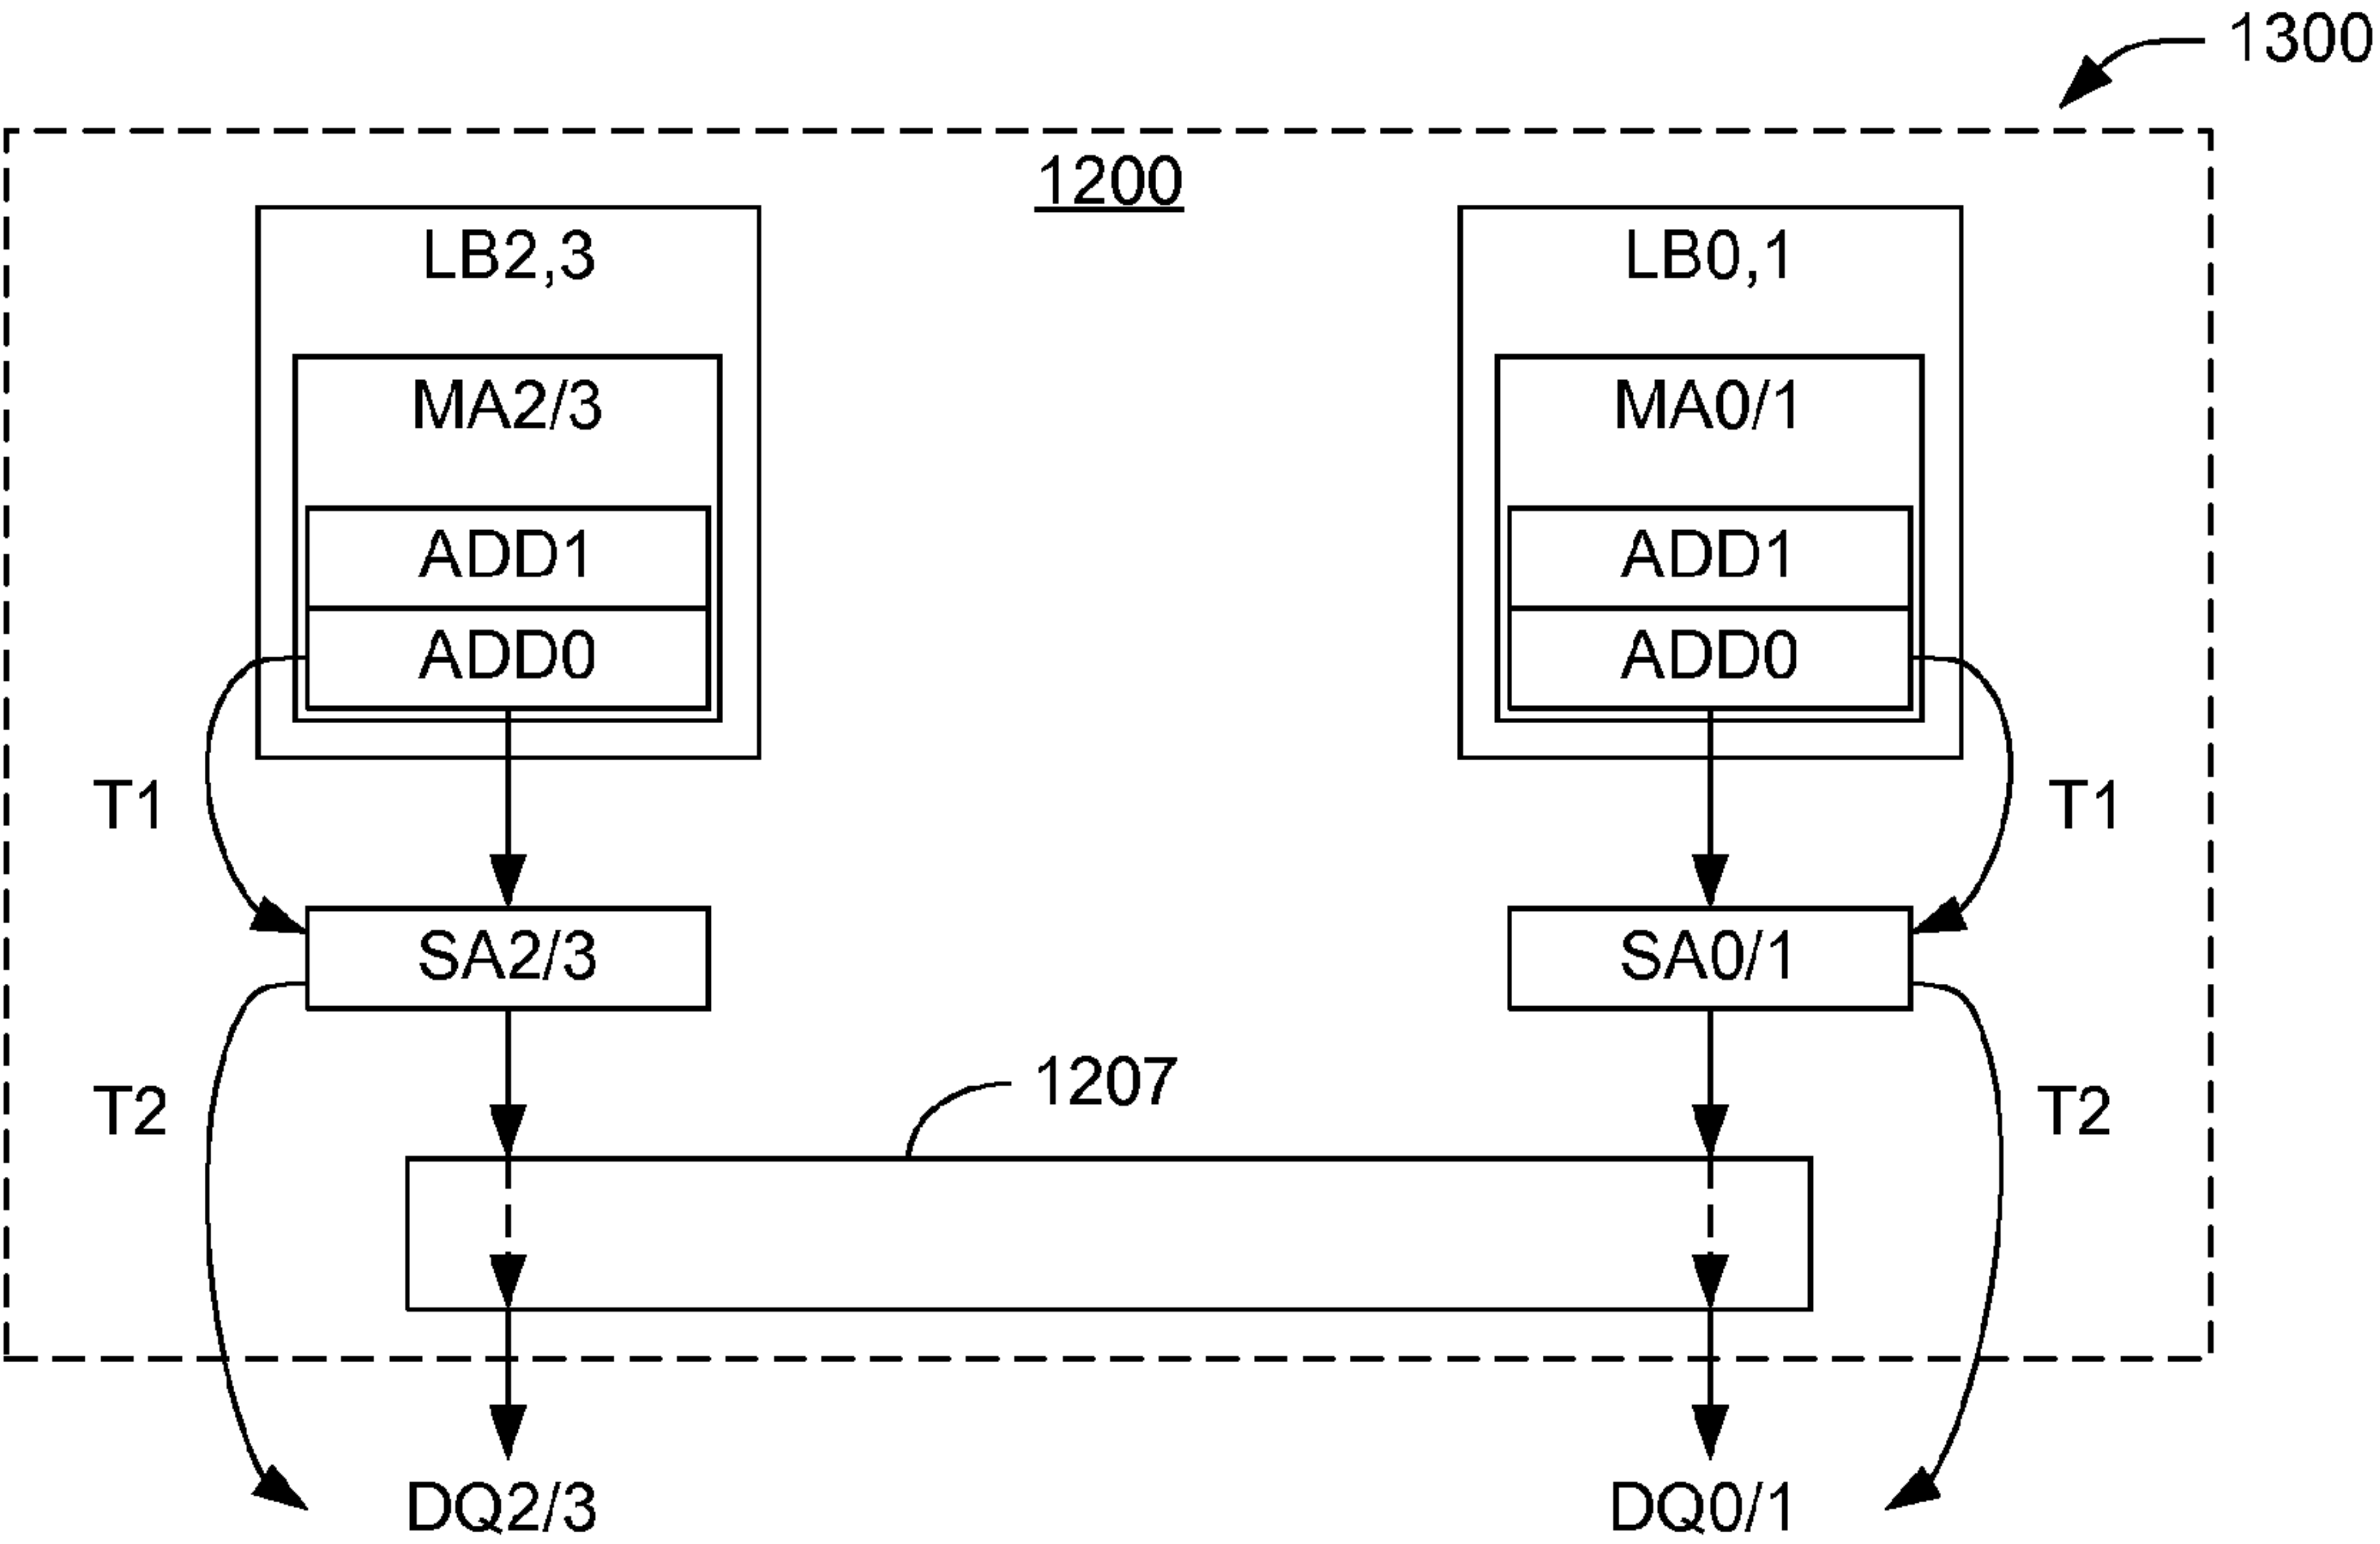 1300
1200
LB2,3
LB0,1
MA2/3
MA0/1
ADD1
ADD1
ADD0
ADD0
T1
T1
SA2/3
SA0/1
1207
T2
T2
DQ2/3
DQ0/1